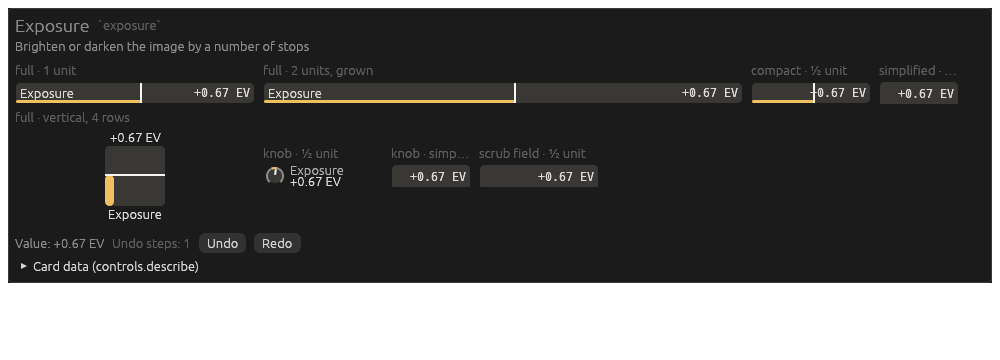 Exposure `exposure`
Brighten or darken the image by a number of stops
full · 1 unit
full · 2 units, grown
compact · ½ unit
simplified · ...
Exposure +0.67 EV
Exposure +0.67 EV
+0.67 EV
+0.67 EV
full · vertical, 4 rows
+0.67 EV
Exposure
knob · ½ unit
Exposure
+0.67 EV
knob · simp...
+0.67 EV
scrub field · ½ unit
+0.67 EV
Value: +0.67 EV Undo steps: 1 Undo Redo
Card data (controls.describe)